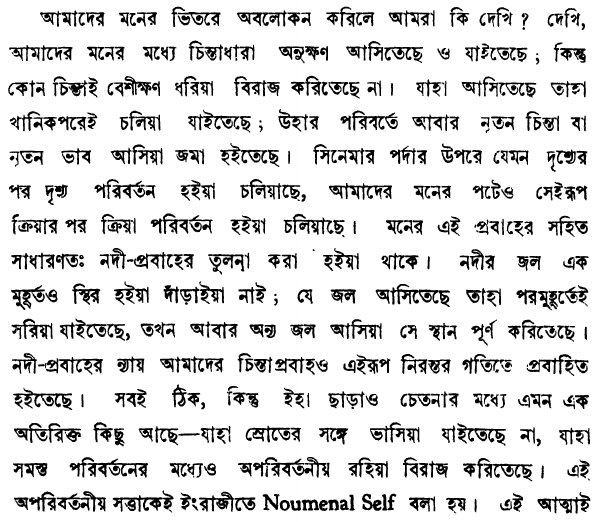 আমাদের মনের ভিতরে অবলোকন করিলে আমরা কি দেখি ? দেখি,
আমাদের মনের মধ্যে চিন্তাধারা অনুক্ষণ আসিতেছে ও যাইতেছে ; কিন্তু
কোন চিন্তাই বেশীক্ষণ ধরিয়া বিরাজ করিতেছে না। যাহা আসিতেছে তাহা
খানিকপরেই চলিয়া যাইতেছে ; উহার পরিবর্তে আবার নূতন চিন্তা বা
নূতন ভাব আসিয়া জমা হইতেছে। সিনেমার পর্দার উপরে যেমন দৃশ্যের
পর দৃশ্য পরিবর্তন হইয়া চলিয়াছে, আমাদের মনের পটেও সেইরূপ
ক্রিয়ার পর ক্রিয়া পরিবর্তন হইয়া চলিয়াছে। মনের এই প্রবাহের সহিত
সাধারণতঃ নদী-প্রবাহের তুলনা করা হইয়া থাকে। নদীর জল এক
মুহূর্তও স্থির হইয়া দাঁড়াইয়া নাই ; যে জল আসিতেছে তাহা পরমুহূর্তেই
সরিয়া যাইতেছে, তখন আবার অন্য জল আসিয়া সে স্থান পূর্ণ করিতেছে।
নদী-প্রবাহের ন্যায় আমাদের চিন্তাপ্রবাহও এইরূপ নিরন্তর গতিতে প্রবাহিত
হইতেছে। সবই ঠিক, কিন্তু ইহা ছাড়াও চেতনার মধ্যে এমন এক
অতিরিক্ত কিছু আছে—যাহা স্রোতের সঙ্গে ভাসিয়া যাইতেছে না, যাহা
সমস্ত পরিবর্তনের মধ্যেও অপরিবর্তনীয় রহিয়া বিরাজ করিতেছে। এই
অপরিবর্তনীয় সত্তাকেই ইংরাজীতে Noumenal Self বলা হয়। এই আত্মাই